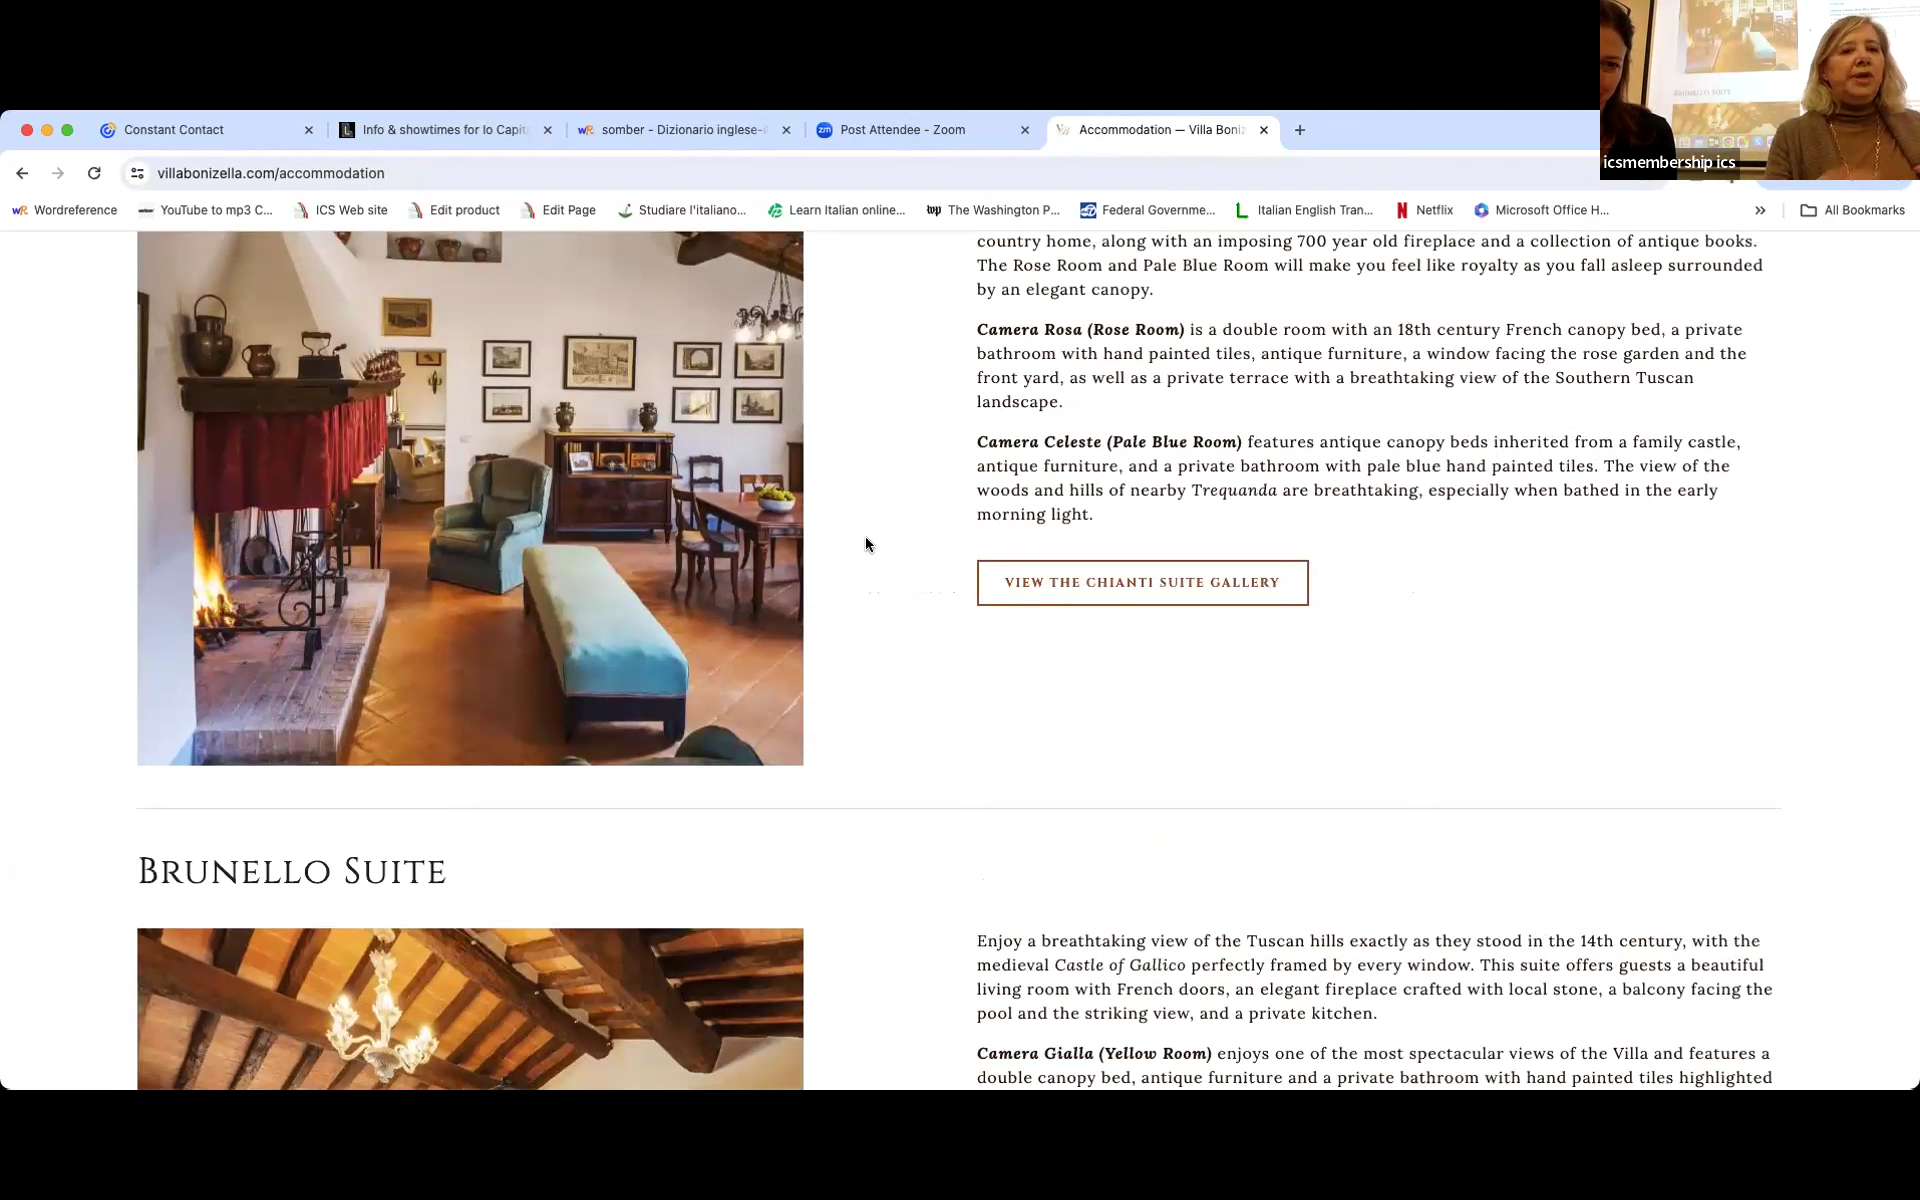 BRUNELLO SUITE
icsmembership ics
Constant Contact
Info & showtimes for Io Capit
somber - Dizionario inglese-i
Post Attendee - Zoom
Accommodation — Villa Boniz
villabonizella.com/accommodation
Wordreference
YouTube to mp3 C...
ICS Web site
Edit product
Edit Page
Studiare l'italiano...
Learn Italian online...
The Washington P...
Federal Governme...
Italian English Tran...
Netflix
Microsoft Office H...
All Bookmarks
country home, along with an imposing 700 year old fireplace and a collection of antique books.
The Rose Room and Pale Blue Room will make you feel like royalty as you fall asleep surrounded
by an elegant canopy.
Camera Rosa (Rose Room) is a double room with an 18th century French canopy bed, a private
bathroom with hand painted tiles, antique furniture, a window facing the rose garden and the
front yard, as well as a private terrace with a breathtaking view of the Southern Tuscan
landscape.
Camera Celeste (Pale Blue Room) features antique canopy beds inherited from a family castle,
antique furniture, and a private bathroom with pale blue hand painted tiles. The view of the
woods and hills of nearby Trequanda are breathtaking, especially when bathed in the early
morning light.
VIEW THE CHIANTI SUITE GALLERY
BRUNELLO SUITE
Enjoy a breathtaking view of the Tuscan hills exactly as they stood in the 14th century, with the
medieval Castle of Gallico perfectly framed by every window. This suite offers guests a beautiful
living room with French doors, an elegant fireplace crafted with local stone, a balcony facing the
pool and the striking view, and a private kitchen.
Camera Gialla (Yellow Room) enjoys one of the most spectacular views of the Villa and features a
double canopy bed, antique furniture and a private bathroom with hand painted tiles highlighted